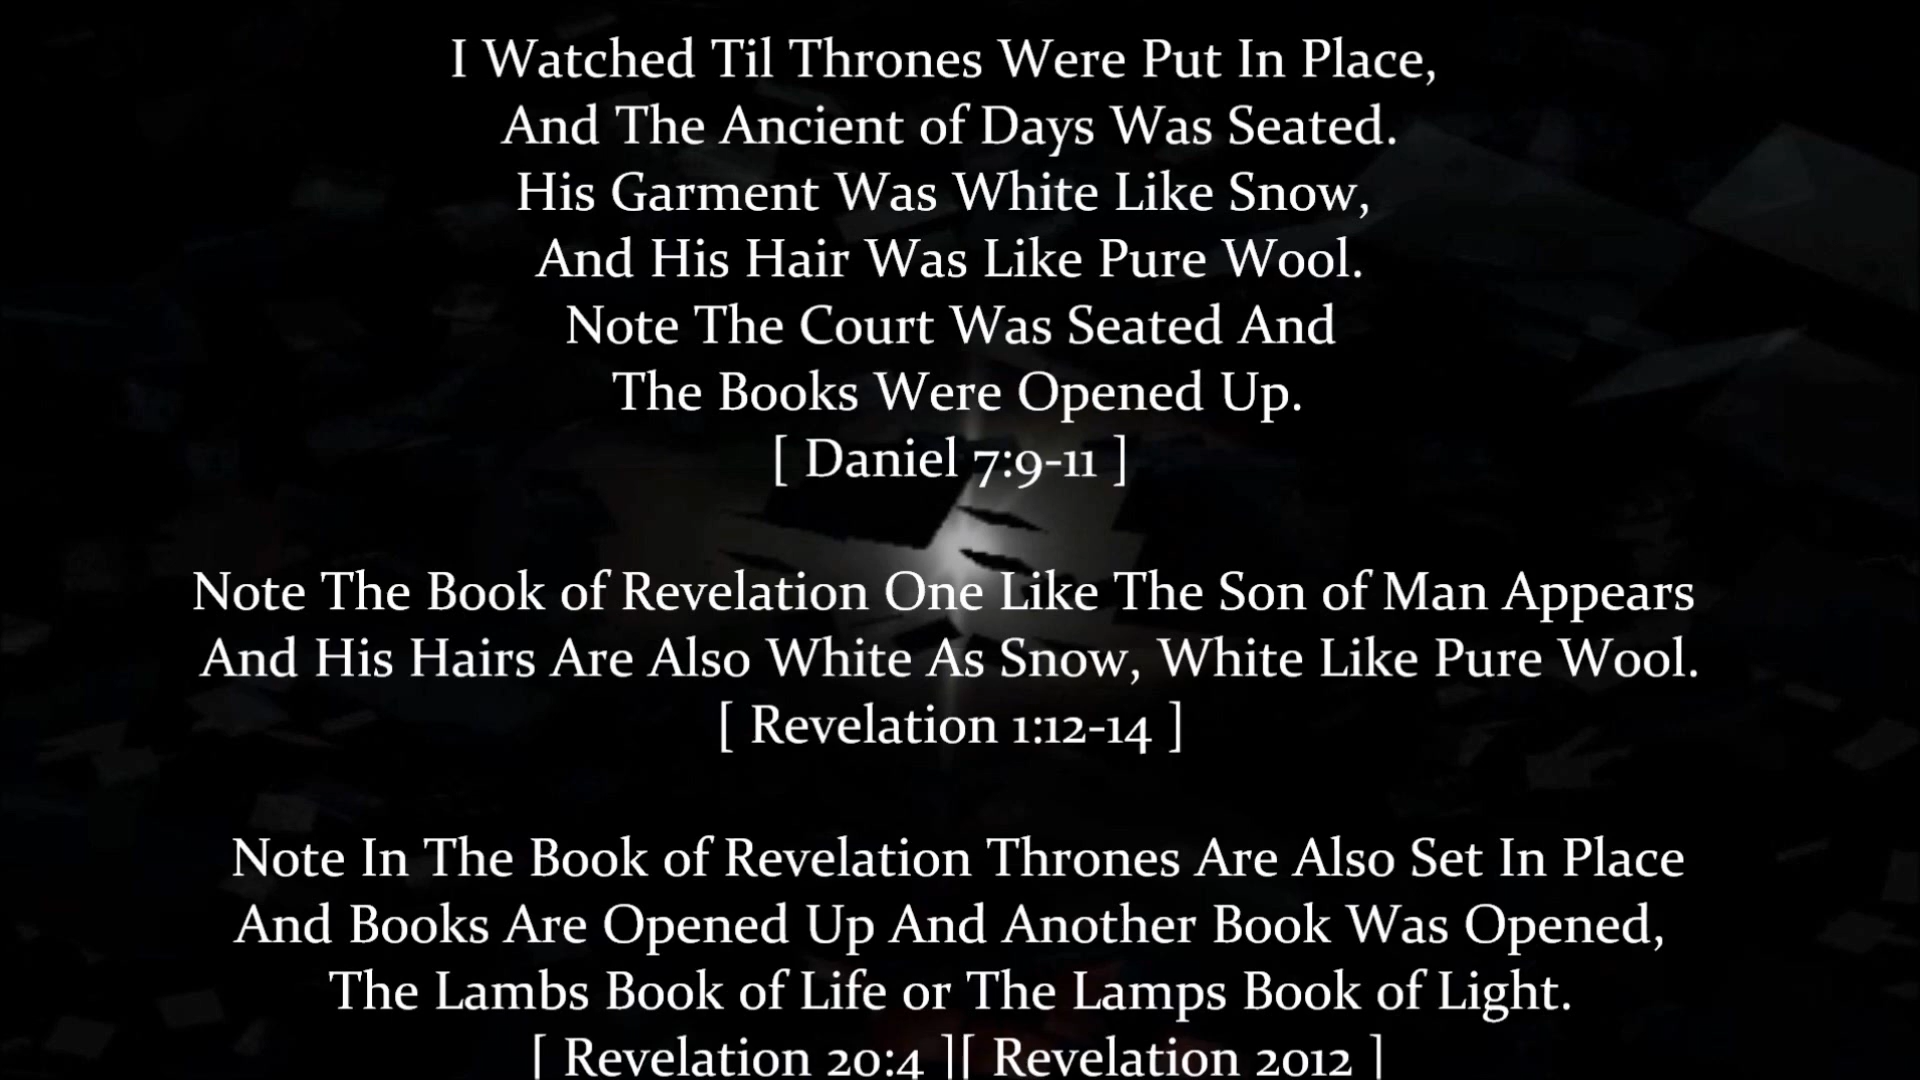 I Watched Til Thrones Were Put In Place,
And The Ancient of Days Was Seated.
His Garment Was White Like Snow,
And His Hair Was Like Pure Wool.
Note The Court Was Seated And
The Books Were Opened Up.
[ Daniel 7:9-11 ]
Note The Book of Revelation One Like The Son of Man Appears
And His Hairs Are Also White As Snow, White Like Pure Wool.
[ Revelation 1:12-14 ]
Note In The Book of Revelation Thrones Are Also Set In Place
And Books Are Opened Up And Another Book Was Opened,
The Lambs Book of Life or The Lamps Book of Light.
[ Revelation 20:4 ][ Revelation 2012 ]